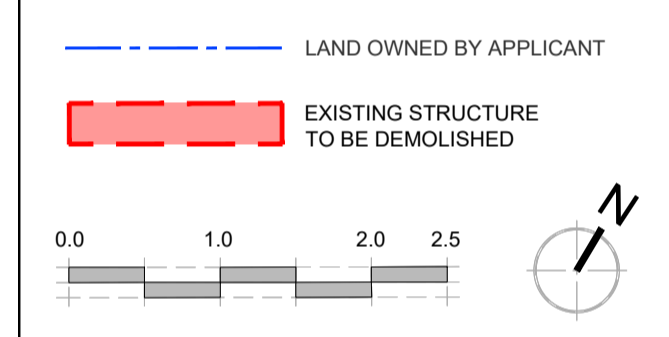 LAND OWNED BY APPLICANT
EXISTING STRUCTURE
TO BE DEMOLISHED
0.0 1.0 2.0 2.5
N